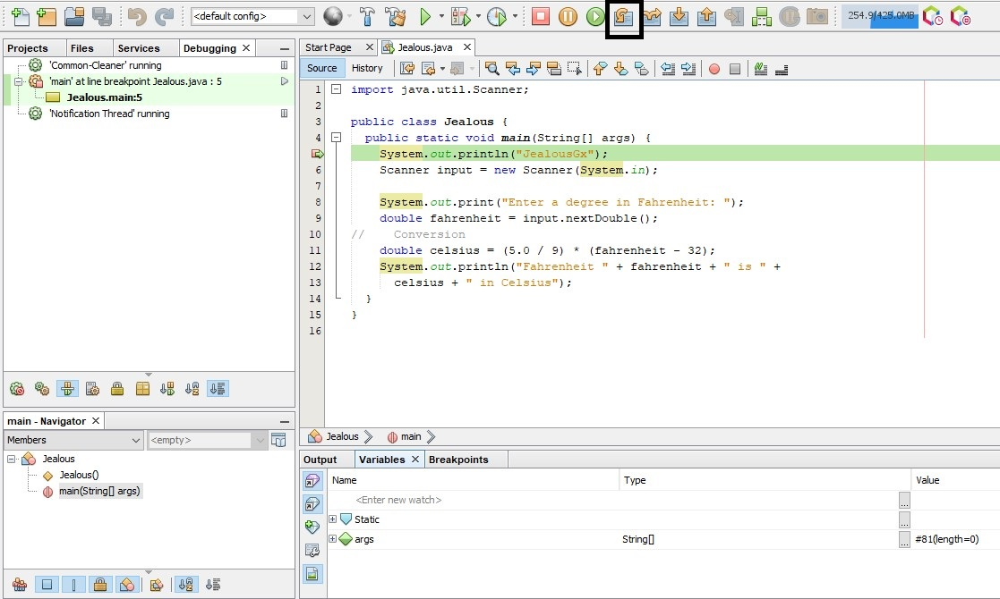 <default config>
254.9/425.0MB
Projects Files Services Debugging
'Common-Cleaner' running
'main' at line breakpoint Jealous.java : 5
Jealous.main:5
'Notification Thread' running
main - Navigator
Members
<empty>
Jealous
Jealous()
main(String[] args)
Start Page Jealous.java
Source History
1 import java.util.Scanner;
2
3 public class Jealous {
4 public static void main(String[] args) {
System.out.println("JealousGx");
6 Scanner input = new Scanner(System.in);
7
8 System.out.print("Enter a degree in Fahrenheit: ");
9 double fahrenheit = input.nextDouble();
10 // Conversion
11 double celsius = (5.0 / 9) * (fahrenheit - 32);
12 System.out.println("Fahrenheit " + fahrenheit + " is " +
13 celsius + " in Celsius");
14 }
15 }
16
Jealous main
Output Variables Breakpoints
Name Type Value
<Enter new watch> ...
Static ...
args String[] ... #81(length=0)